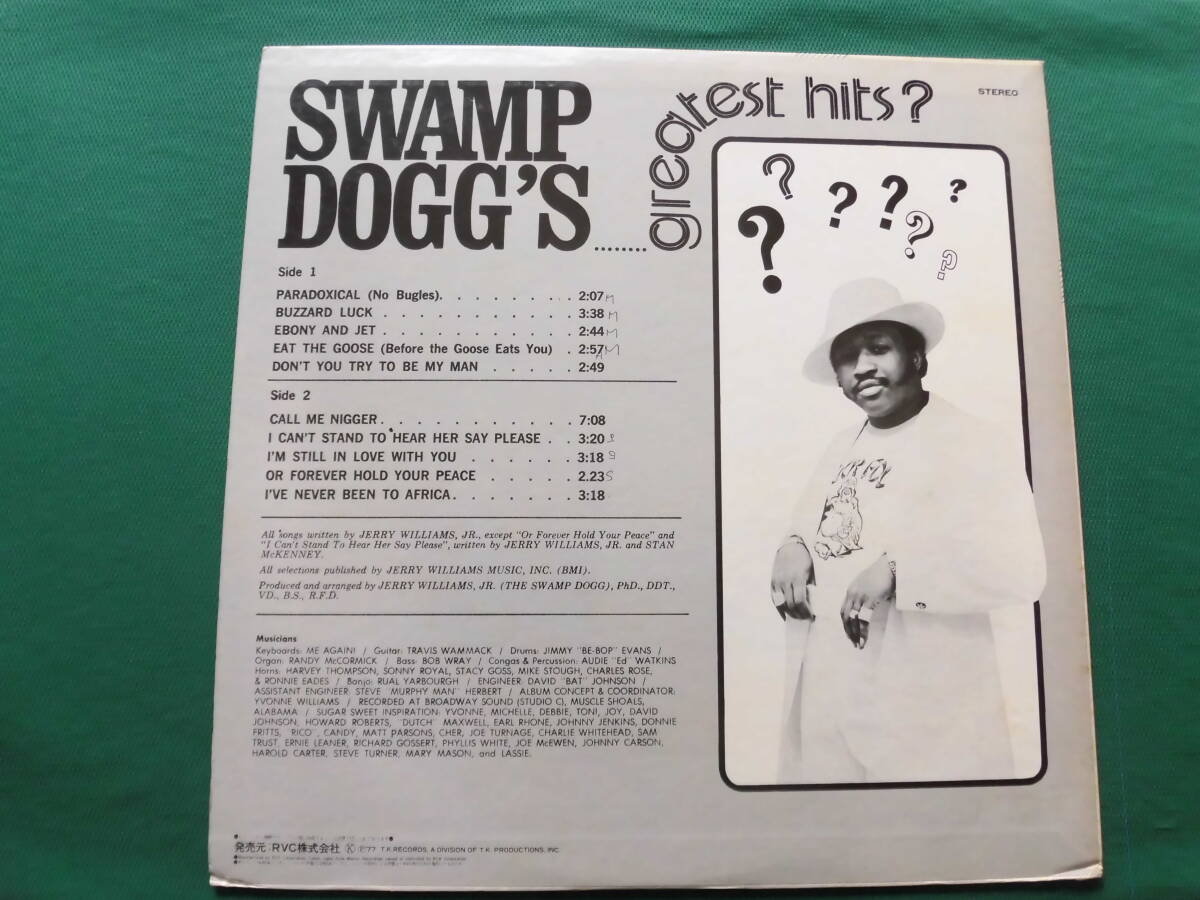 SWAMP
DOGG'S ........ greatest hits?
STEREO
? ? ? ? ? ? ?
Side 1
PARADOXICAL (No Bugles). . . . . . . . 2:07 M
BUZZARD LUCK . . . . . . . . . . . 3:38 M
EBONY AND JET . . . . . . . . . . . 2:44 M
EAT THE GOOSE (Before the Goose Eats You) . 2:57 M
DON'T YOU TRY TO BE MY MAN . . . . . 2:49
Side 2
CALL ME NIGGER. . . . . . . . . . . 7:08
I CAN'T STAND TO HEAR HER SAY PLEASE . . 3:20
I'M STILL IN LOVE WITH YOU . . . . . . 3:18
OR FOREVER HOLD YOUR PEACE . . . . . 2.23
I'VE NEVER BEEN TO AFRICA. . . . . . . 3:18
All songs written by JERRY WILLIAMS, JR., except "Or Forever Hold Your Peace" and
"I Can't Stand To Hear Her Say Please", written by JERRY WILLIAMS, JR. and STAN
McKENNEY.
All selections published by JERRY WILLIAMS MUSIC, INC. (BMI).
Produced and arranged by JERRY WILLIAMS, JR. (THE SWAMP DOGG), PhD., DDT.,
VD., B.S., R.F.D.
Musicians
Keyboards: ME AGAIN! / Guitar: TRAVIS WAMMACK / Drums: JIMMY "BE-BOP" EVANS /
Organ: RANDY McCORMICK / Bass: BOB WRAY / Congas & Percussion: AUDIE "Ed" WATKINS
Horns: HARVEY THOMPSON, SONNY ROYAL, STACY GOSS, MIKE STOUGH, CHARLES ROSE,
& RONNIE EADES / Banjo: RUAL YARBOURGH / ENGINEER: DAVID "BAT" JOHNSON /
ASSISTANT ENGINEER: STEVE "MURPHY MAN" HERBERT / ALBUM CONCEPT & COORDINATOR:
YVONNE WILLIAMS / RECORDED AT BROADWAY SOUND (STUDIO C), MUSCLE SHOALS,
ALABAMA / SUGAR SWEET INSPIRATION: YVONNE, MICHELLE, DEBBIE, TONI, JOY, DAVID
JOHNSON, HOWARD ROBERTS, "DUTCH" MAXWELL, EARL RHONE, JOHNNY JENKINS, DONNIE
FRITTS, "RICO", CANDY, MATT PARSONS, CHER, JOE TURNAGE, CHARLIE WHITEHEAD, SAM
TRUST, ERNIE LEANER, RICHARD GOSSERT, PHYLLIS WHITE, JOE McEWEN, JOHNNY CARSON,
HAROLD CARTER, STEVE TURNER, MARY MASON, and LASSIE.
発売元:RVC株式会社 Ⓚ Ⓟ'77 T.K.RECORDS, A DIVISION OF T.K. PRODUCTIONS, INC.